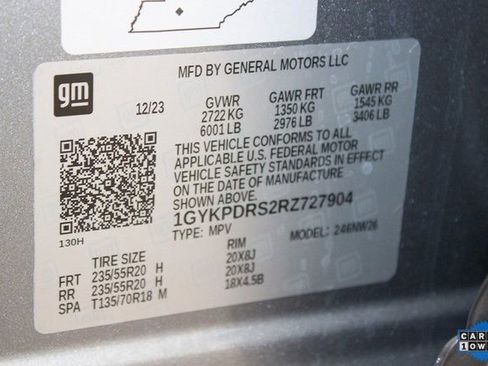 gm
MFD BY GENERAL MOTORS LLC
12/23 GVWR GAWR FRT GAWR RR
2722 KG 1350 KG 1545 KG
6001 LB 2976 LB 3406 LB
THIS VEHICLE CONFORMS TO ALL
APPLICABLE U.S. FEDERAL MOTOR
VEHICLE SAFETY STANDARDS IN EFFECT
ON THE DATE OF MANUFACTURE
SHOWN ABOVE.
1GYKPDRS2RZ727904
TYPE: MPV MODEL: 246NW26
130H
TIRE SIZE RIM
FRT 235/55R20 H 20X8J
RR 235/55R20 H 20X8J
SPA T135/70R18 M 18X4.5B
CAR
1 OW